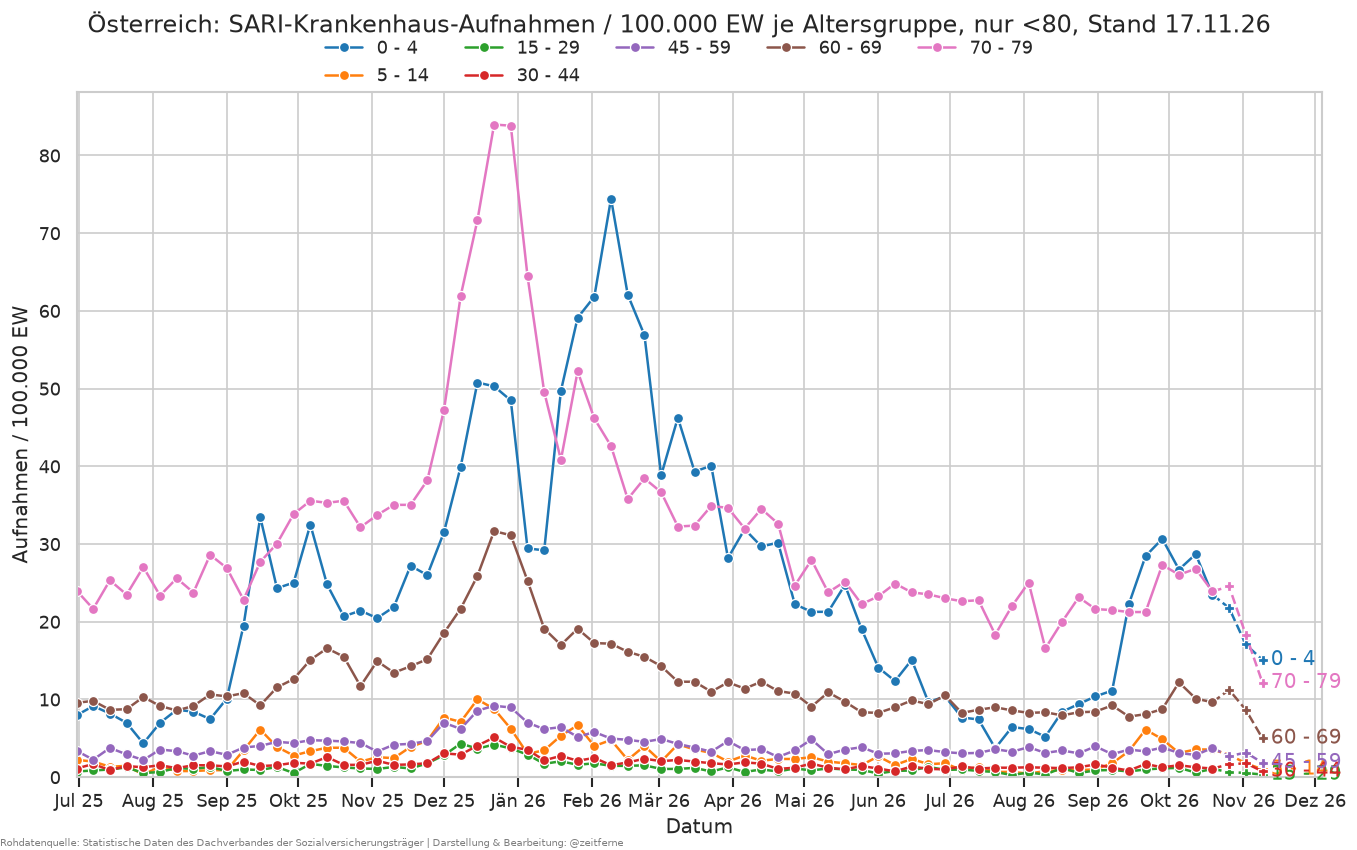 Österreich: SARI-Krankenhaus-Aufnahmen / 100.000 EW je Altersgruppe, nur <80, Stand 17.11.26
0 - 4
15 - 29
45 - 59
60 - 69
70 - 79
5 - 14
30 - 44
Aufnahmen / 100.000 EW
80
70
60
50
40
30
20
10
0
0 - 4
70 - 79
60 - 69
45 - 59
30 - 44
Jul 25 Aug 25 Sep 25 Okt 25 Nov 25 Dez 25 Jän 26 Feb 26 Mär 26 Apr 26 Mai 26 Jun 26 Jul 26 Aug 26 Sep 26 Okt 26 Nov 26 Dez 26
Datum
Rohdatenquelle: Statistische Daten des Dachverbandes der Sozialversicherungsträger | Darstellung & Bearbeitung: @zeitferne